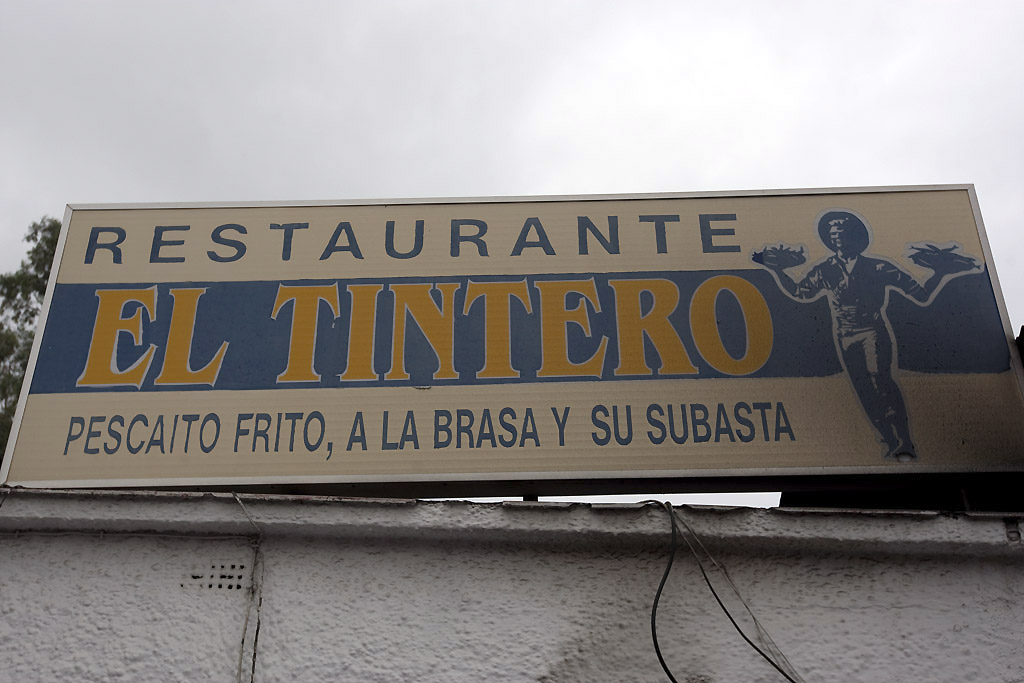 RESTAURANTE
EL TINTERO
PESCAITO FRITO, A LA BRASA Y SU SUBASTA